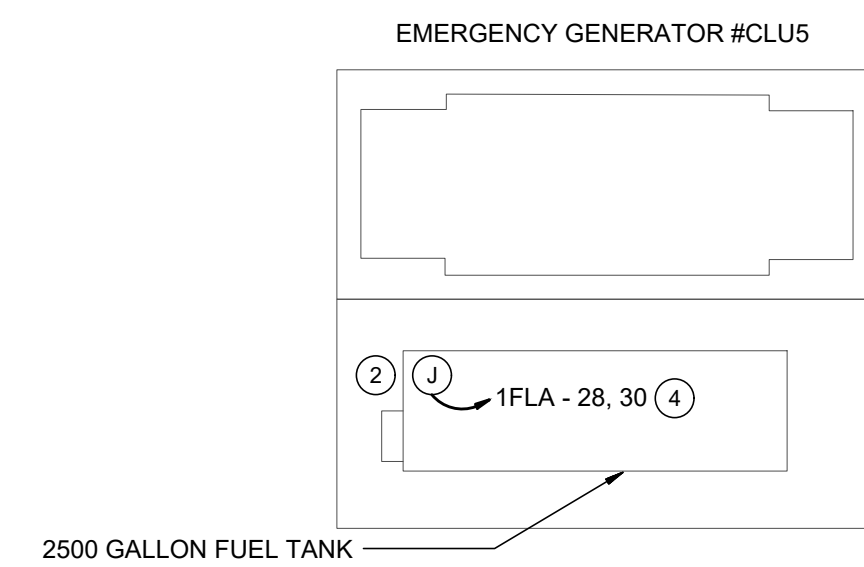 EMERGENCY GENERATOR #CLU5
2 J
1FLA - 28, 30 4
2500 GALLON FUEL TANK